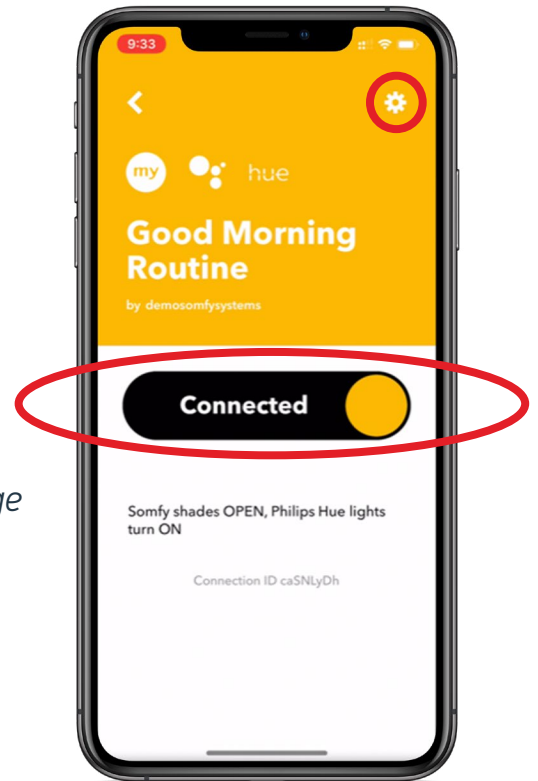 9:33
my hue
Good Morning
Routine
by demosomfysystems
Connected
ge
Somfy shades OPEN, Philips Hue lights
turn ON
Connection ID caSNLyDh